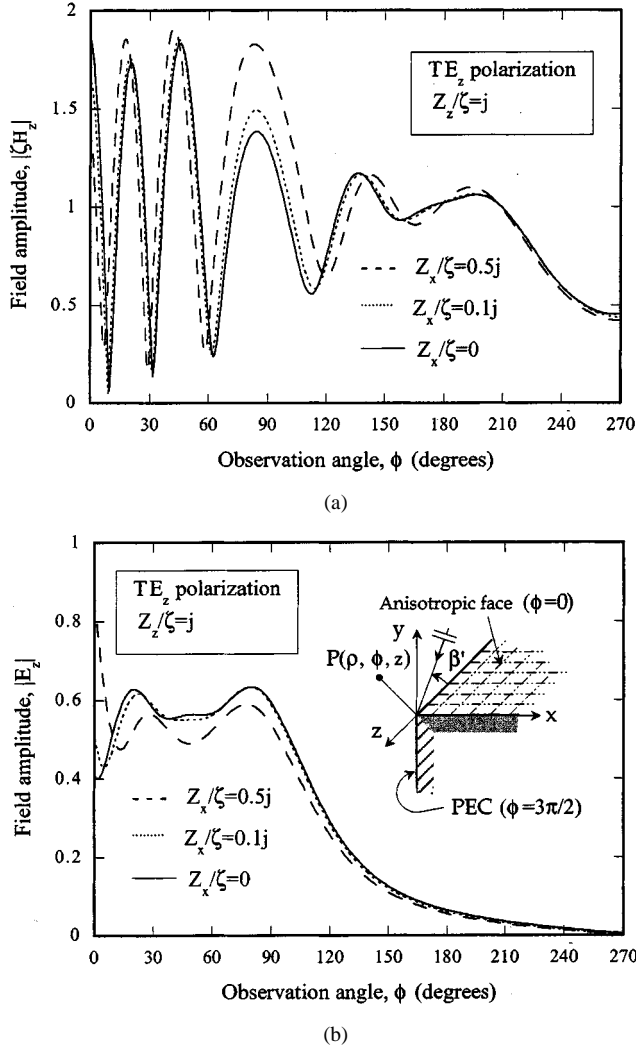 2
1.5
1
0.5
0
Field amplitude, |ζH_z|
TE_z polarization
Z_z/ζ=j
Z_x/ζ=0.5j
Z_x/ζ=0.1j
Z_x/ζ=0
0 30 60 90 120 150 180 210 240 270
Observation angle, ϕ (degrees)
(a)
1
0.8
0.6
0.4
0.2
0
Field amplitude, |E_z|
TE_z polarization
Z_z/ζ=j
Anisotropic face (ϕ=0)
y
β'
P(ρ, ϕ, z)
x
z
PEC (ϕ=3π/2)
Z_x/ζ=0.5j
Z_x/ζ=0.1j
Z_x/ζ=0
0 30 60 90 120 150 180 210 240 270
Observation angle, ϕ (degrees)
(b)